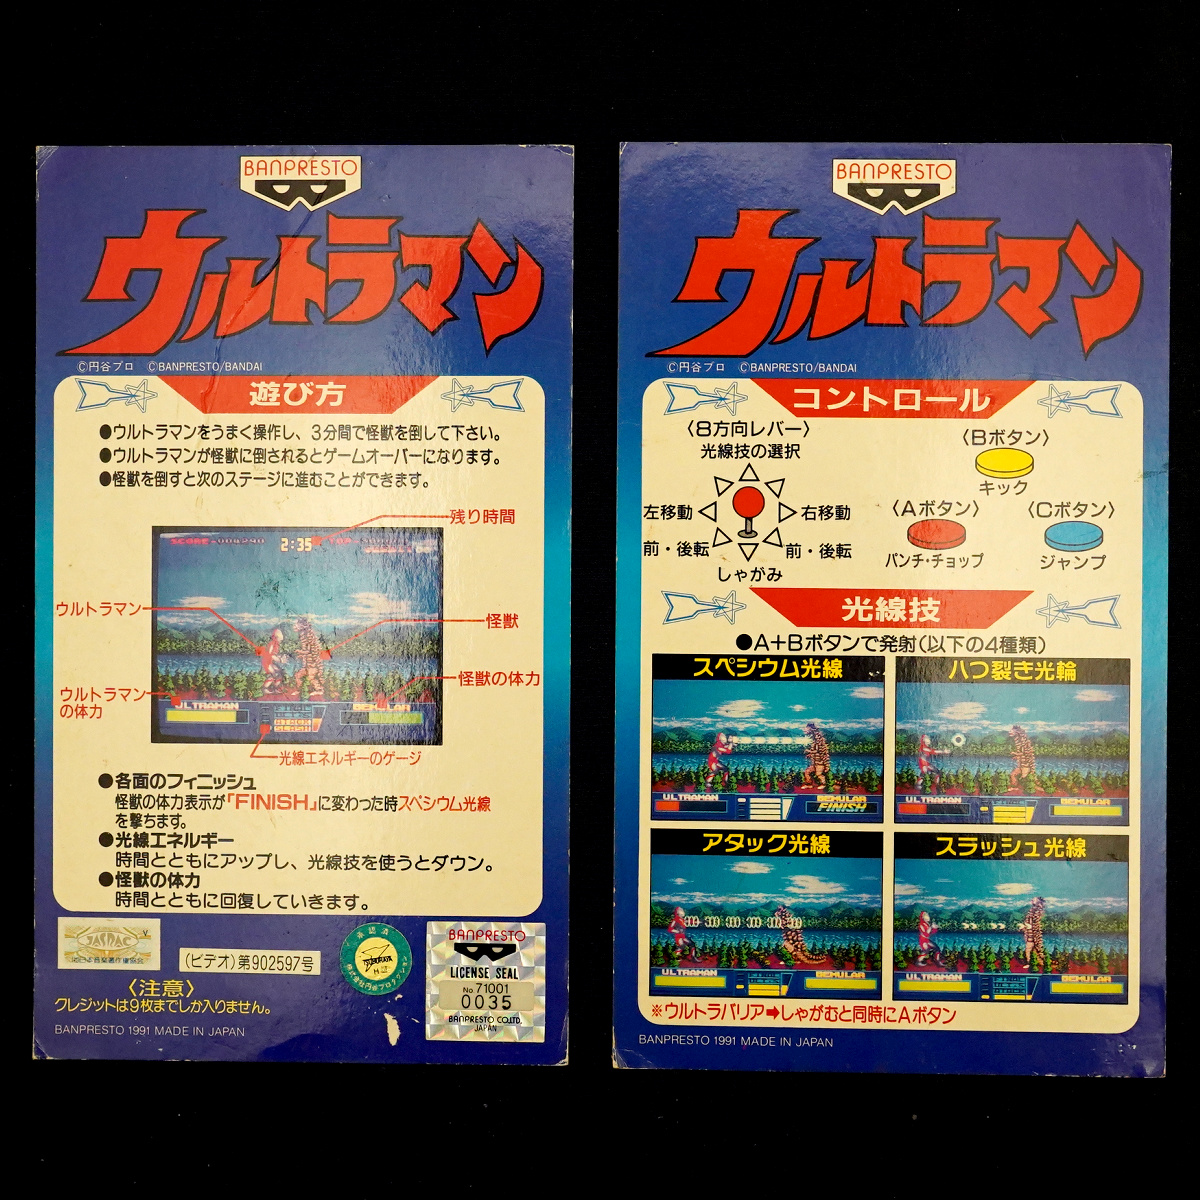 BANPRESTO
ウルトラマン
©円谷プロ ©BANPRESTO/BANDAI
遊び方
●ウルトラマンをうまく操作し、3分間で怪獣を倒して下さい。
●ウルトラマンが怪獣に倒されるとゲームオーバーになります。
●怪獣を倒すと次のステージに進むことができます。
残り時間
2:35
ウルトラマン
怪獣
怪獣の体力
ウルトラマン
の体力
ULTRAMAN
BEMULAR
光線エネルギーのゲージ
●各面のフィニッシュ
怪獣の体力表示が「FINISH」に変わった時スペシウム光線
を撃ちます。
●光線エネルギー
時間とともにアップし、光線技を使うとダウン。
●怪獣の体力
時間とともに回復していきます。
JASRAC
(ビデオ)第902597号
〈注意〉
クレジットは9枚までしか入りません。
BANPRESTO 1991 MADE IN JAPAN
BANPRESTO
LICENSE SEAL
No 71001
0035
BANPRESTO CO.,LTD.
JAPAN
BANPRESTO
ウルトラマン
©円谷プロ ©BANPRESTO/BANDAI
コントロール
〈8方向レバー〉
光線技の選択
左移動
右移動
前・後転
前・後転
しゃがみ
〈Bボタン〉
キック
〈Aボタン〉
パンチ・チョップ
〈Cボタン〉
ジャンプ
光線技
●A+Bボタンで発射(以下の4種類)
スペシウム光線
ULTRAMAN
BEMULAR
FINISH
ハつ裂き光輪
ULTRAMAN
BEMULAR
アタック光線
ULTRAMAN
BEMULAR
スラッシュ光線
ULTRAMAN
BEMULAR
※ウルトラバリア➡しゃがむと同時にAボタン
BANPRESTO 1991 MADE IN JAPAN